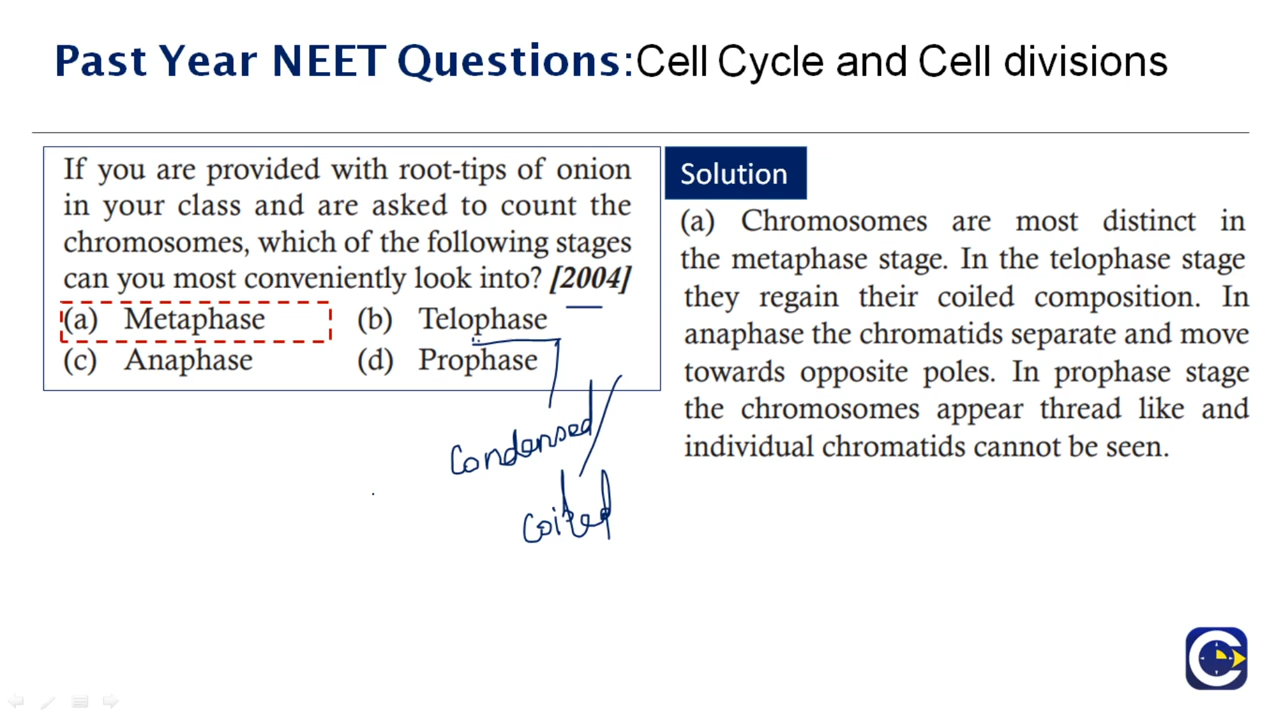 Past Year NEET Questions:Cell Cycle and Cell divisions
If you are provided with root-tips of onion
in your class and are asked to count the
chromosomes, which of the following stages
can you most conveniently look into? [2004]
(a) Metaphase (b) Telophase
(c) Anaphase (d) Prophase
Condensed/
Coiled
Solution
(a) Chromosomes are most distinct in
the metaphase stage. In the telophase stage
they regain their coiled composition. In
anaphase the chromatids separate and move
towards opposite poles. In prophase stage
the chromosomes appear thread like and
individual chromatids cannot be seen.